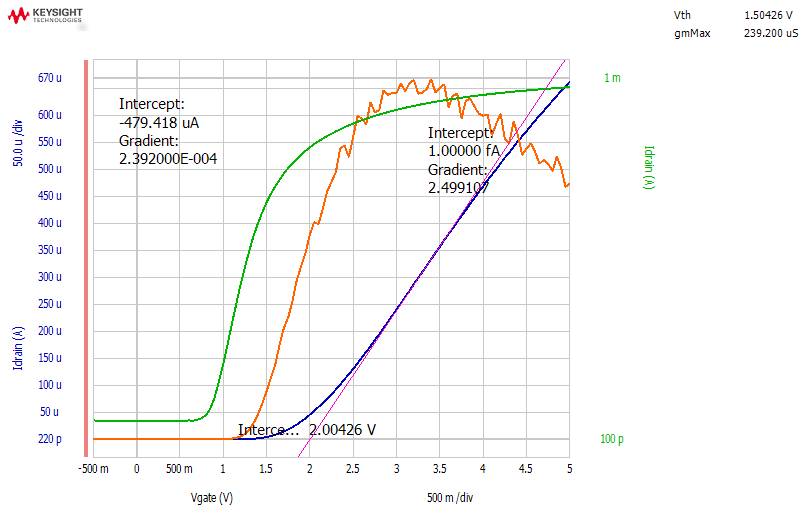 KEYSIGHT
TECHNOLOGIES
Vth 1.50426 V
gmMax 239.200 uS
670 u
600 u
550 u
500 u
450 u
400 u
350 u
300 u
250 u
200 u
150 u
100 u
50 u
220 p
50.0 u /div
Idrain (A)
Intercept:
-479.418 uA
Gradient:
2.392000E-004
Intercept:
1.00000 fA
Gradient:
2.499107
Interce... 2.00426 V
1 m
Idrain (A)
100 p
-500 m 0 500 m 1 1.5 2 2.5 3 3.5 4 4.5 5
Vgate (V) 500 m /div